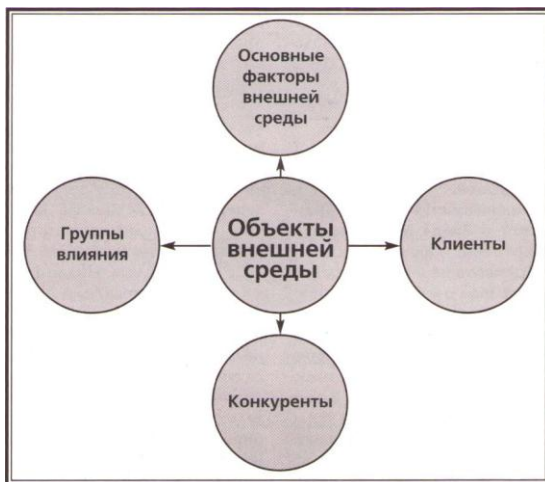 Основные
факторы
внешней
среды
Группы
влияния
Объекты
внешней
среды
Клиенты
Конкуренты